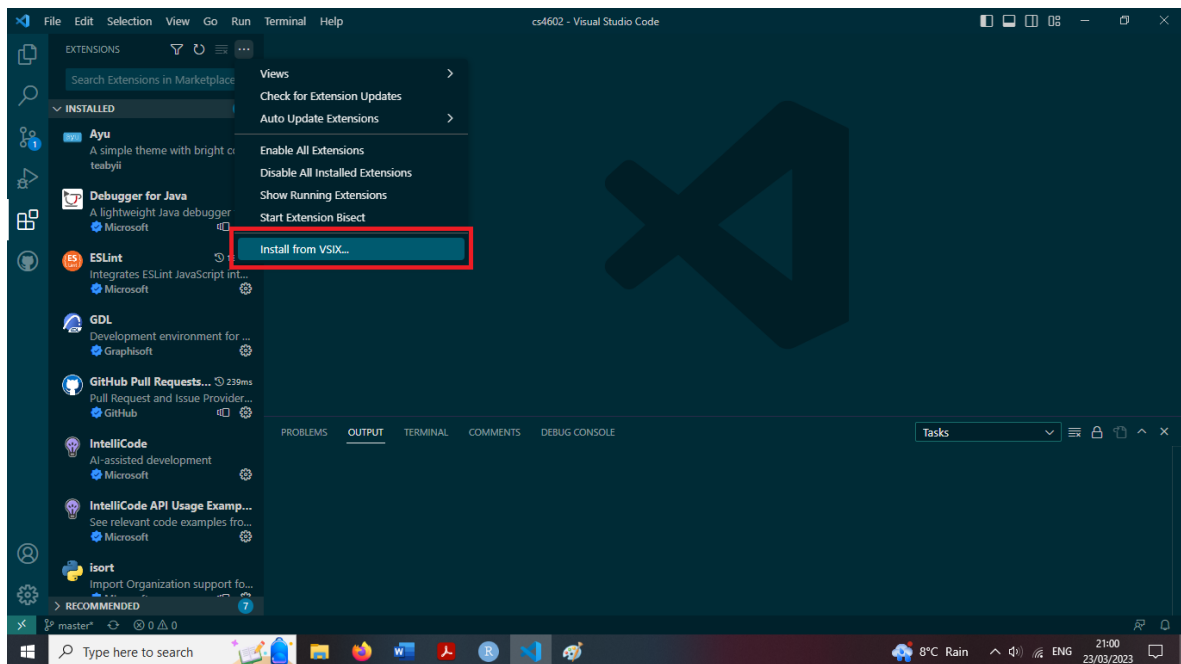 File Edit Selection View Go Run Terminal Help
cs4602 - Visual Studio Code
EXTENSIONS
Search Extensions in Marketplace
INSTALLED
Ayu
A simple theme with bright
teabyii
Debugger for Java
A lightweight Java debugger
Microsoft
ESLint
Integrates ESLint JavaScript int...
Microsoft
GDL
Development environment for ...
Graphisoft
GitHub Pull Requests... 239ms
Pull Request and Issue Provider...
GitHub
IntelliCode
AI-assisted development
Microsoft
IntelliCode API Usage Examp...
See relevant code examples fro...
Microsoft
isort
Import Organization support fo...
RECOMMENDED 7
Views
Check for Extension Updates
Auto Update Extensions
Enable All Extensions
Disable All Installed Extensions
Show Running Extensions
Start Extension Bisect
Install from VSIX...
PROBLEMS OUTPUT TERMINAL COMMENTS DEBUG CONSOLE Tasks
1
master* 0 0
Type here to search
8°C Rain ENG
21:00
23/03/2023